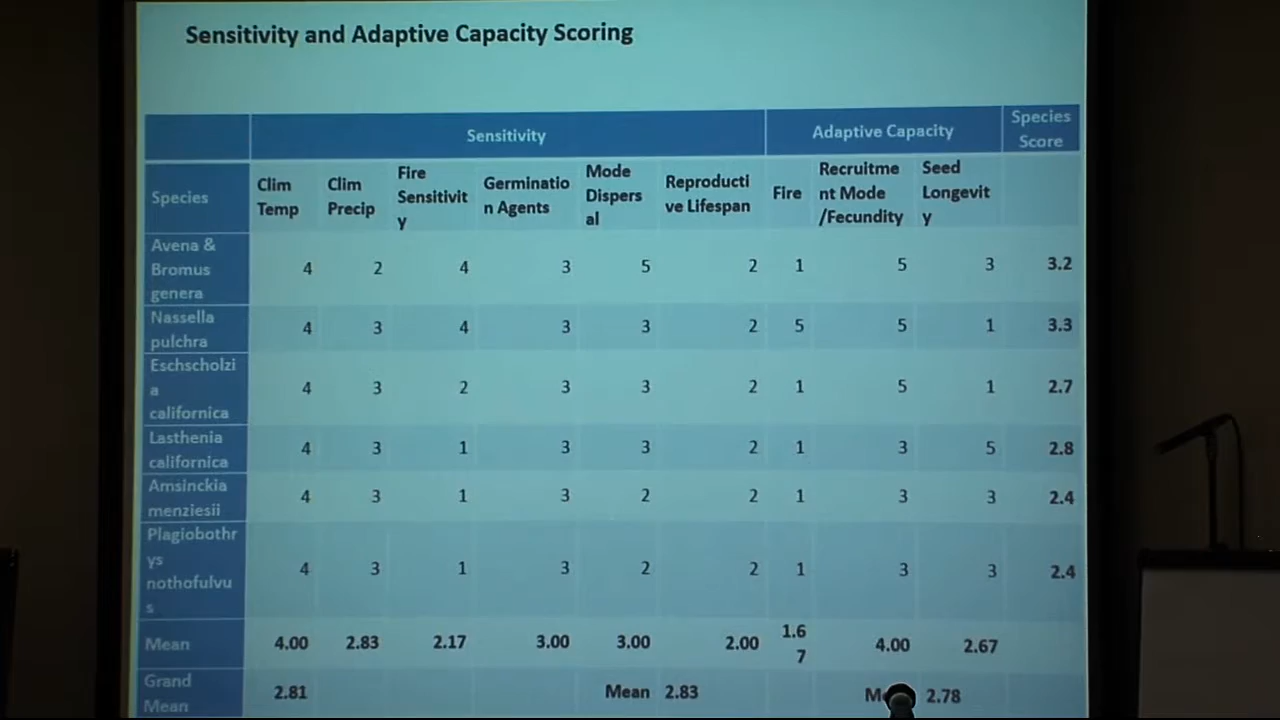 Sensitivity and Adaptive Capacity Scoring
Sensitivity
Adaptive Capacity
Species
Score
Species
Clim
Temp
Clim
Precip
Fire
Sensitivit
y
Germinatio
n Agents
Mode
Dispers
al
Reproducti
ve Lifespan
Fire
Recruitme
nt Mode
/Fecundity
Seed
Longevit
y
Avena &
Bromus
genera
4 2 4 3 5 2 1 5 3 3.2
Nassella
pulchra
4 3 4 3 3 2 5 5 1 3.3
Eschscholzi
a
californica
4 3 2 3 3 2 1 5 1 2.7
Lasthenia
californica
4 3 1 3 3 2 1 3 5 2.8
Amsinckia
menziesii
4 3 1 3 2 2 1 3 3 2.4
Plagiobothr
ys
nothofulvu
s
4 3 1 3 2 2 1 3 3 2.4
Mean 4.00 2.83 2.17 3.00 3.00 2.00 1.6
7 4.00 2.67
Grand
Mean
2.81 Mean 2.83 2.78